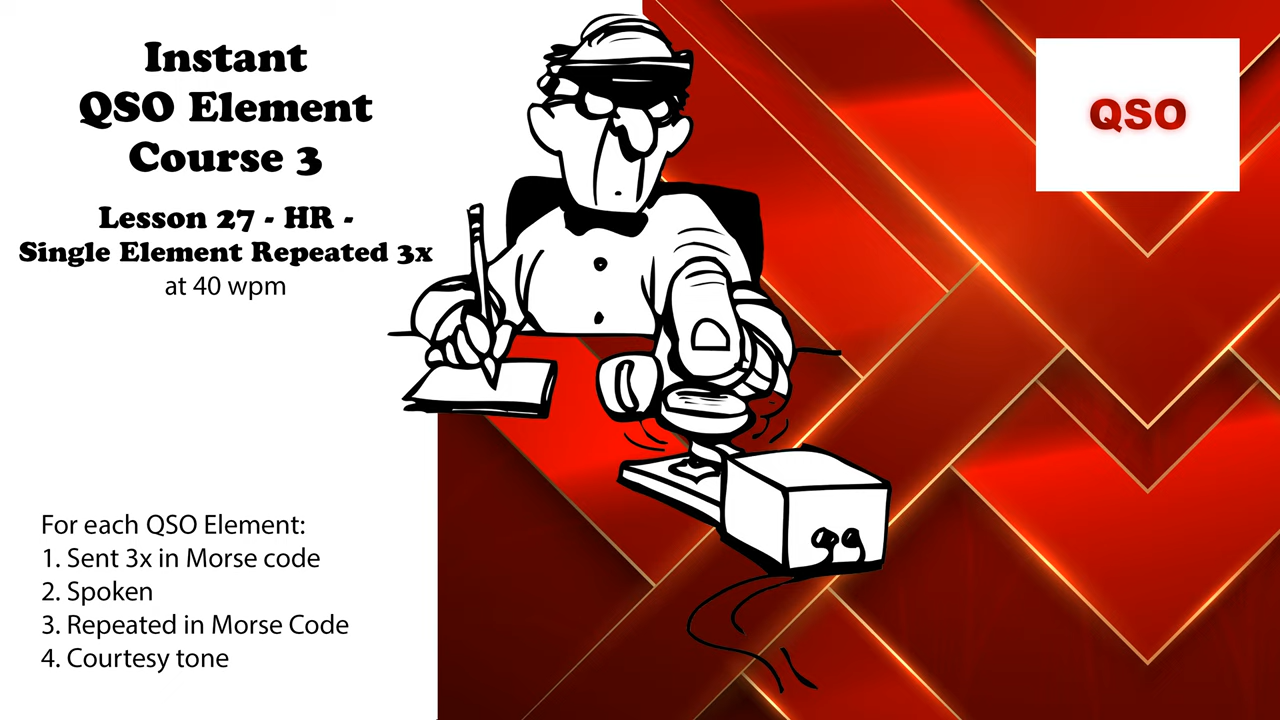 Instant
QSO Element
Course 3
Lesson 27 - HR -
Single Element Repeated 3x
at 40 wpm
QSO
For each QSO Element:
1. Sent 3x in Morse code
2. Spoken
3. Repeated in Morse Code
4. Courtesy tone